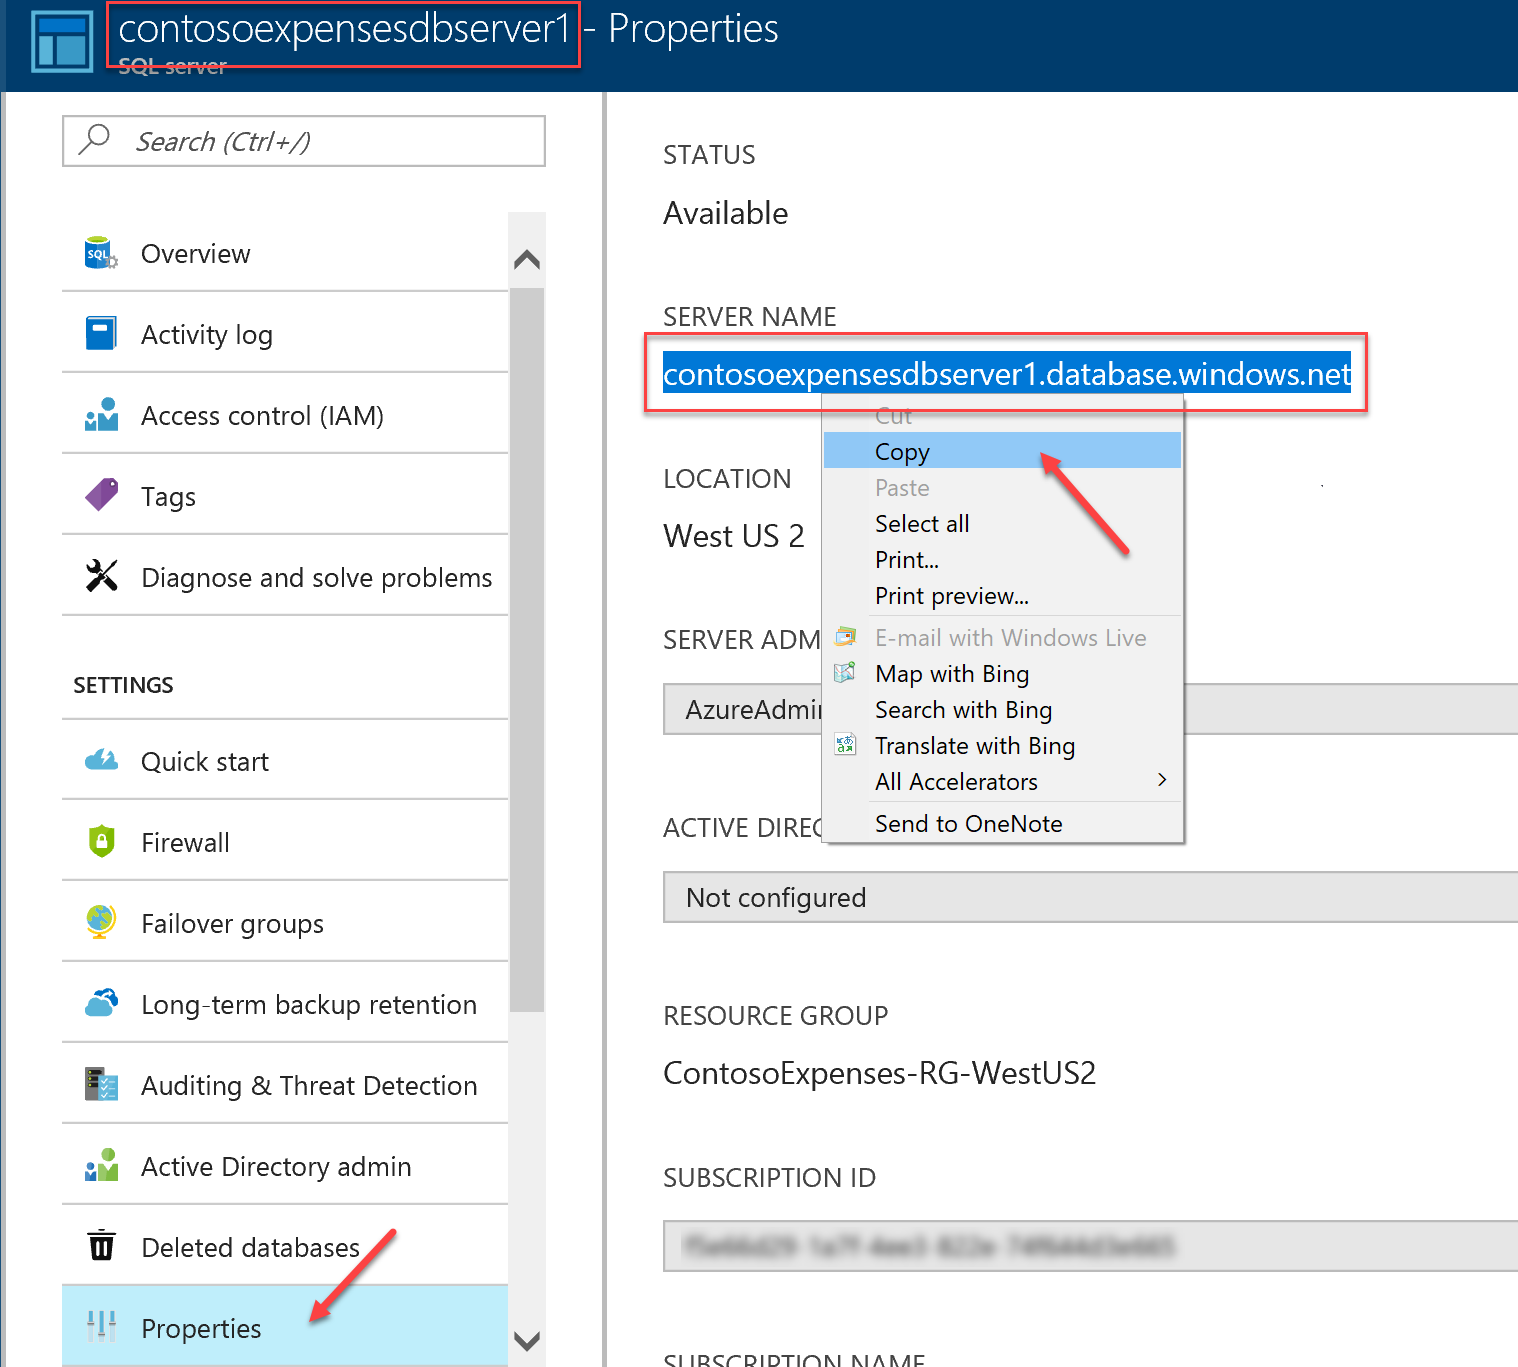 contosoexpensesdbserver1 - Properties
SQL server
Search (Ctrl+/)
SQL
Overview
Activity log
Access control (IAM)
Tags
Diagnose and solve problems
SETTINGS
Quick start
Firewall
Failover groups
Long-term backup retention
Auditing & Threat Detection
Active Directory admin
Deleted databases
Properties
STATUS
Available
SERVER NAME
contosoexpensesdbserver1.database.windows.net
LOCATION
West US 2
SERVER ADM
AzureAdmin
ACTIVE DIREC
Not configured
RESOURCE GROUP
ContosoExpenses-RG-WestUS2
SUBSCRIPTION ID
SUBSCRIPTION NAME
Cut
Copy
Paste
Select all
Print...
Print preview...
E-mail with Windows Live
Map with Bing
Search with Bing
Translate with Bing
All Accelerators
Send to OneNote